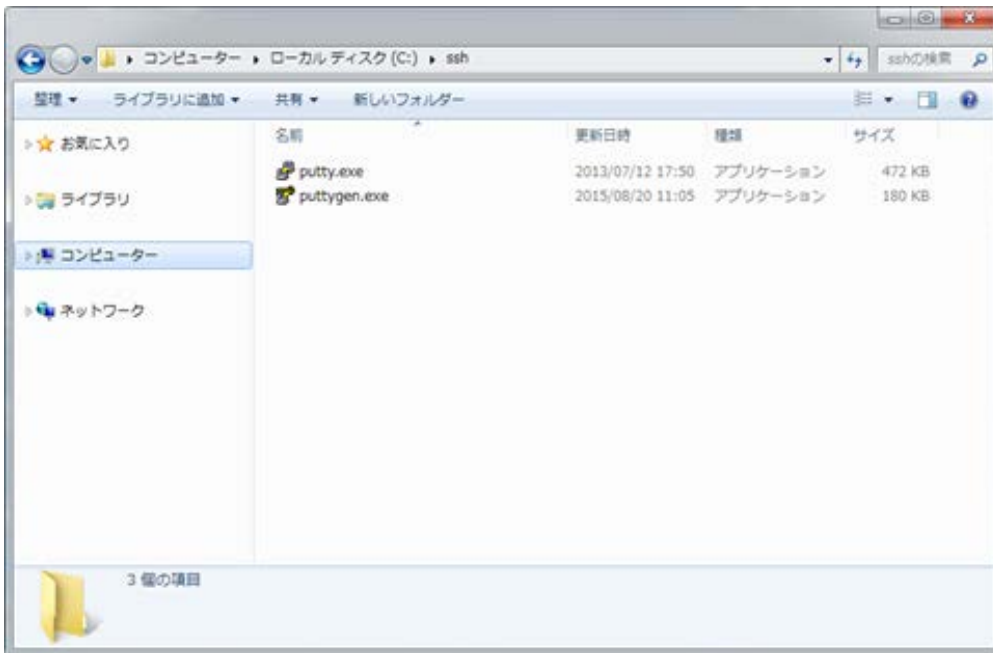 コンピューター ▸ ローカル ディスク (C:) ▸ ssh
sshの検索
整理 ライブラリに追加 共有 新しいフォルダー
お気に入り
ライブラリ
コンピューター
ネットワーク
名前 更新日時 種類 サイズ
putty.exe 2013/07/12 17:50 アプリケーション 472 KB
puttygen.exe 2015/08/20 11:05 アプリケーション 180 KB
3 個の項目